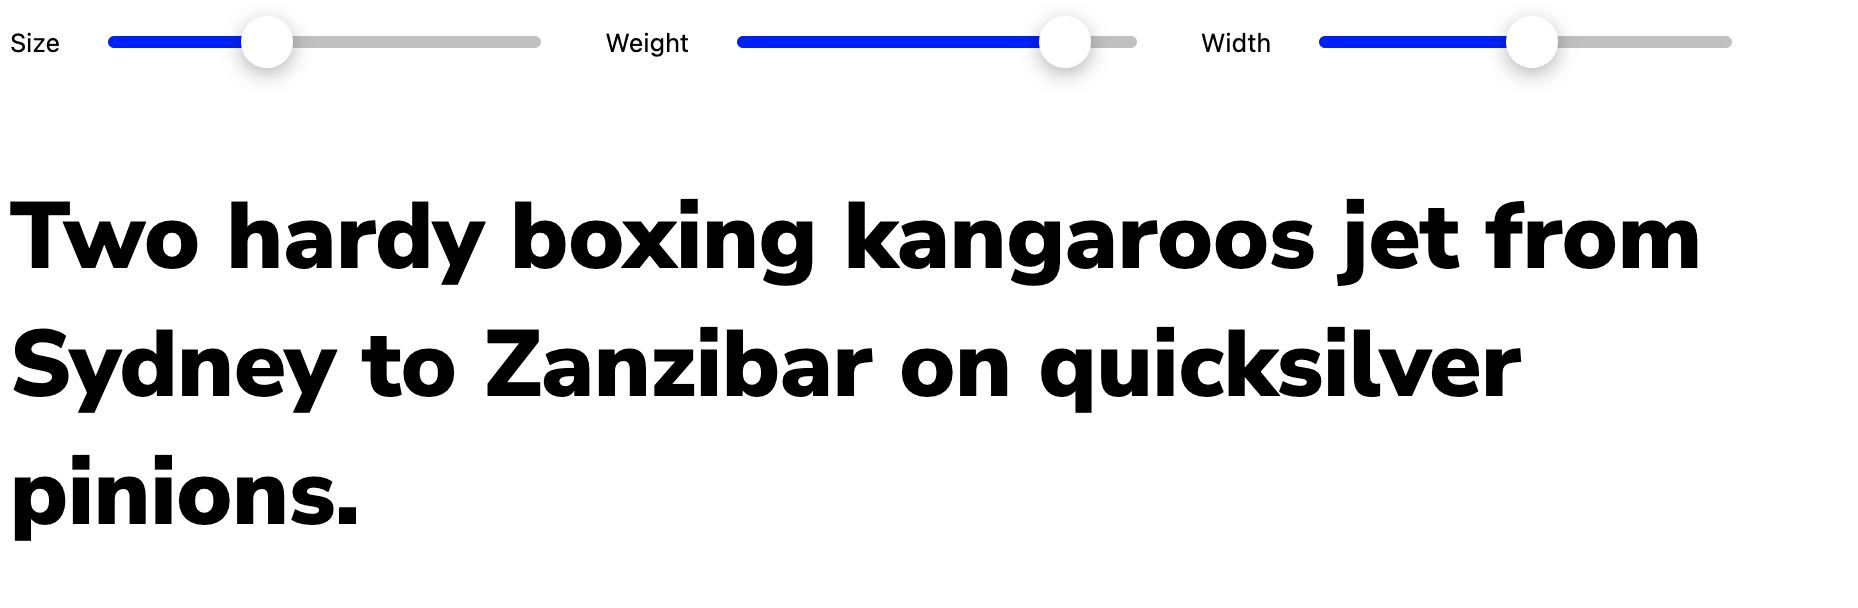 Size Weight Width
Two hardy boxing kangaroos jet from
Sydney to Zanzibar on quicksilver
pinions.